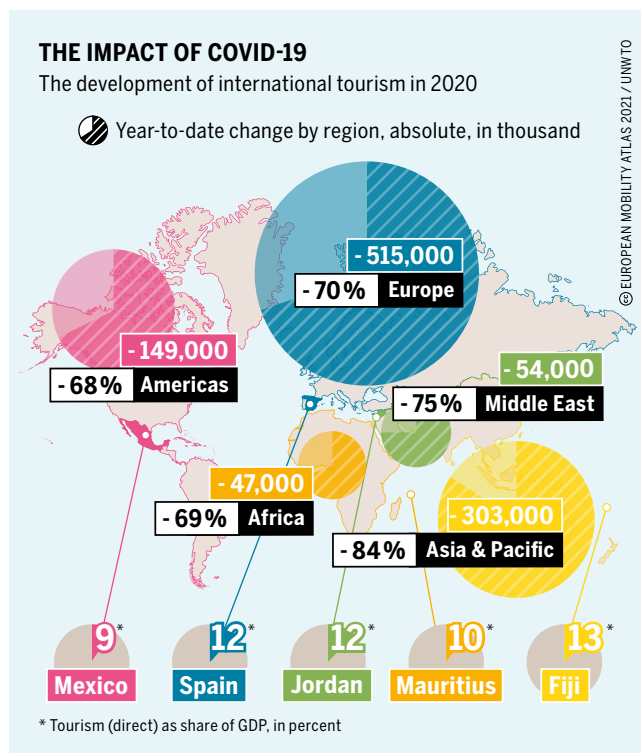 THE IMPACT OF COVID-19
The development of international tourism in 2020
Year-to-date change by region, absolute, in thousand
cc EUROPEAN MOBILITY ATLAS 2021 / UNWTO
- 515,000
- 70 % Europe
- 149,000
- 68 % Americas
- 54,000
- 75 % Middle East
- 47,000
- 69 % Africa
- 303,000
- 84 % Asia & Pacific
9*
Mexico
12*
Spain
12*
Jordan
10*
Mauritius
13*
Fiji
* Tourism (direct) as share of GDP, in percent